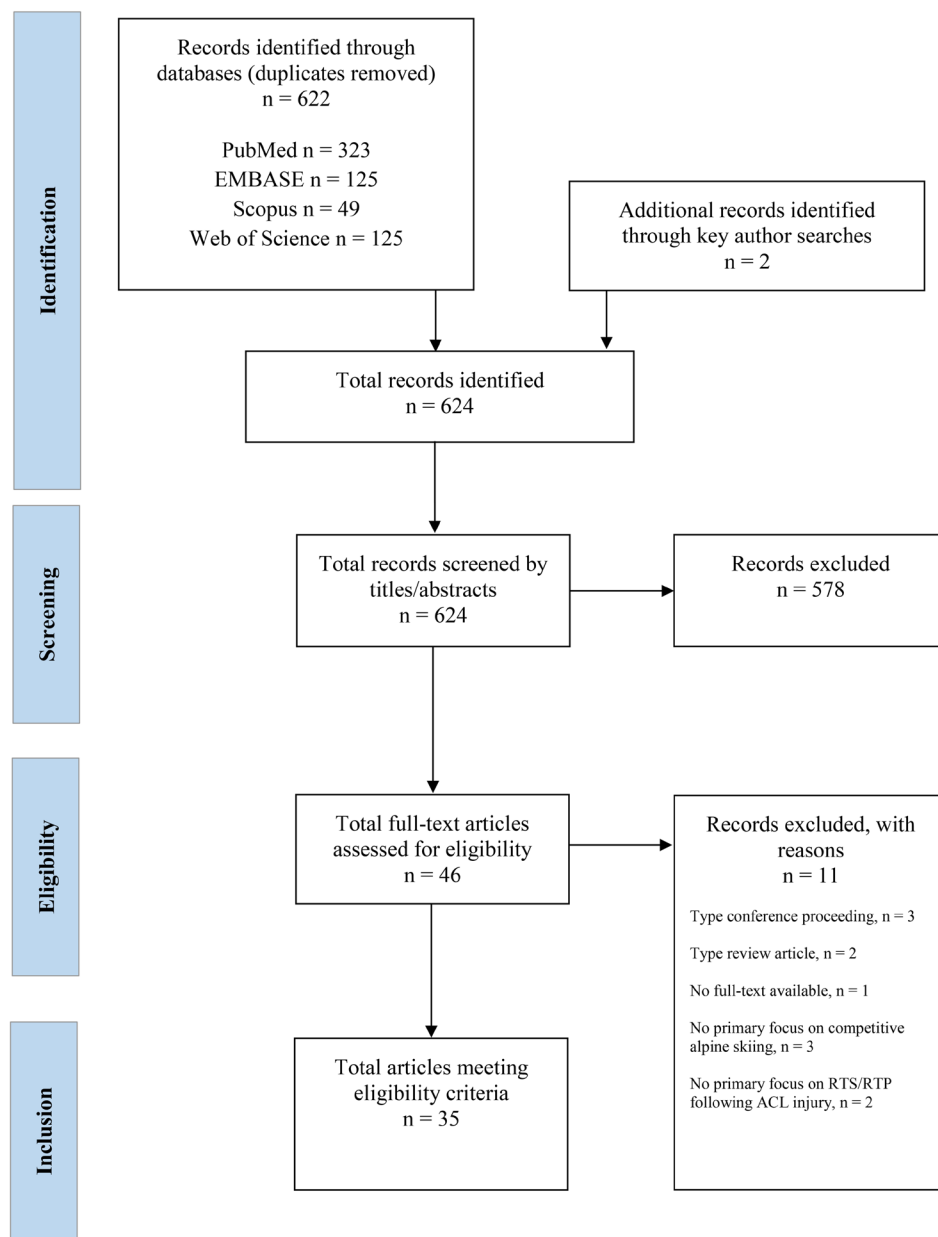 Identification
Records identified through
databases (duplicates removed)
n = 622
PubMed n = 323
EMBASE n = 125
Scopus n = 49
Web of Science n = 125
Additional records identified
through key author searches
n = 2
Total records identified
n = 624
Screening
Total records screened by
titles/abstracts
n = 624
Records excluded
n = 578
Eligibility
Total full-text articles
assessed for eligibility
n = 46
Records excluded, with
reasons
n = 11
Type conference proceeding, n = 3
Type review article, n = 2
No full-text available, n = 1
No primary focus on competitive
alpine skiing, n = 3
No primary focus on RTS/RTP
following ACL injury, n = 2
Inclusion
Total articles meeting
eligibility criteria
n = 35